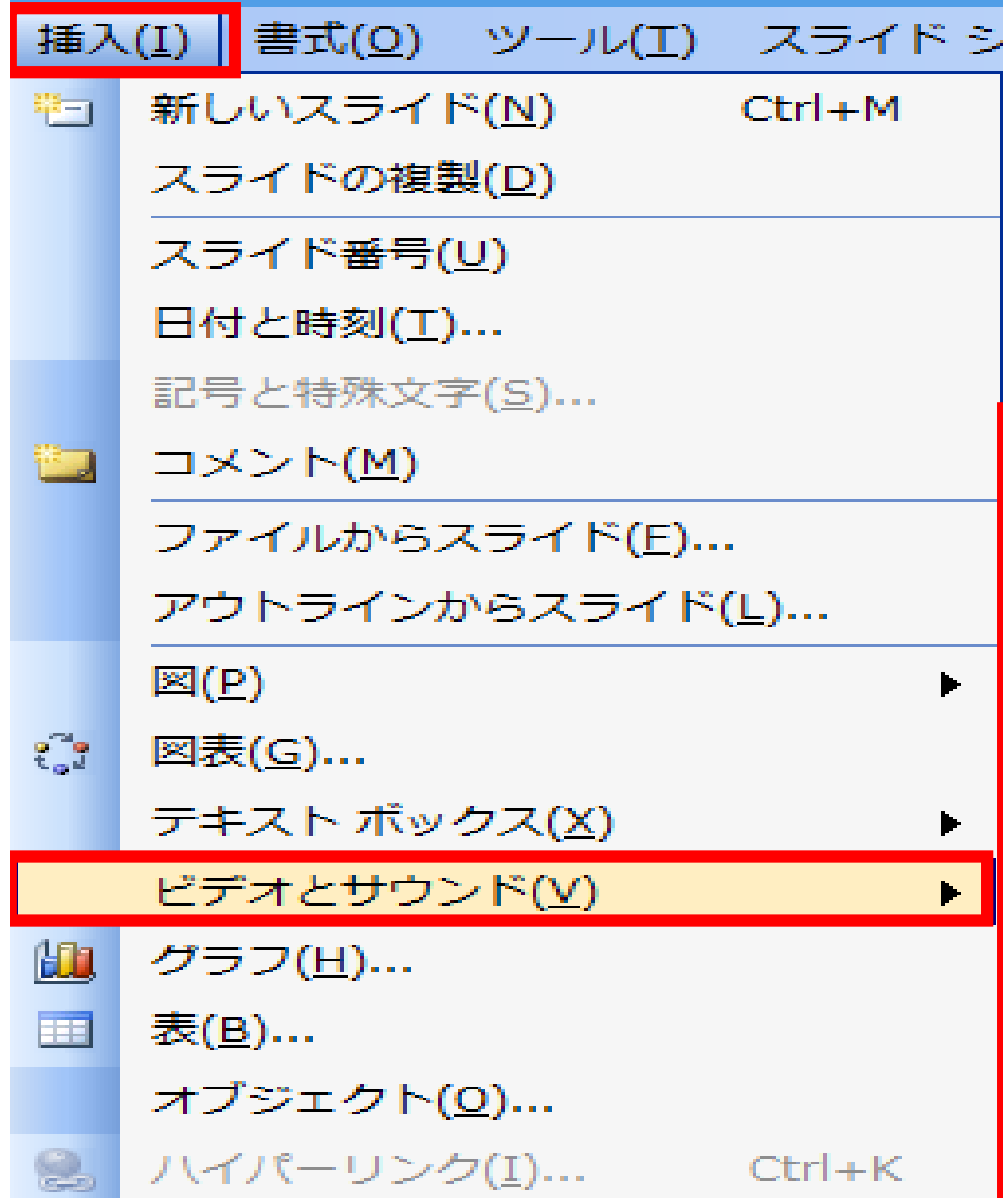 挿入(I) 書式(O) ツール(T) スライド シ
新しいスライド(N) Ctrl+M
スライドの複製(D)
スライド番号(U)
日付と時刻(T)...
記号と特殊文字(S)...
コメント(M)
ファイルからスライド(F)...
アウトラインからスライド(L)...
図(P)
図表(G)...
テキスト ボックス(X)
ビデオとサウンド(V)
グラフ(H)...
表(B)...
オブジェクト(O)...
ハイパーリンク(I)... Ctrl+K